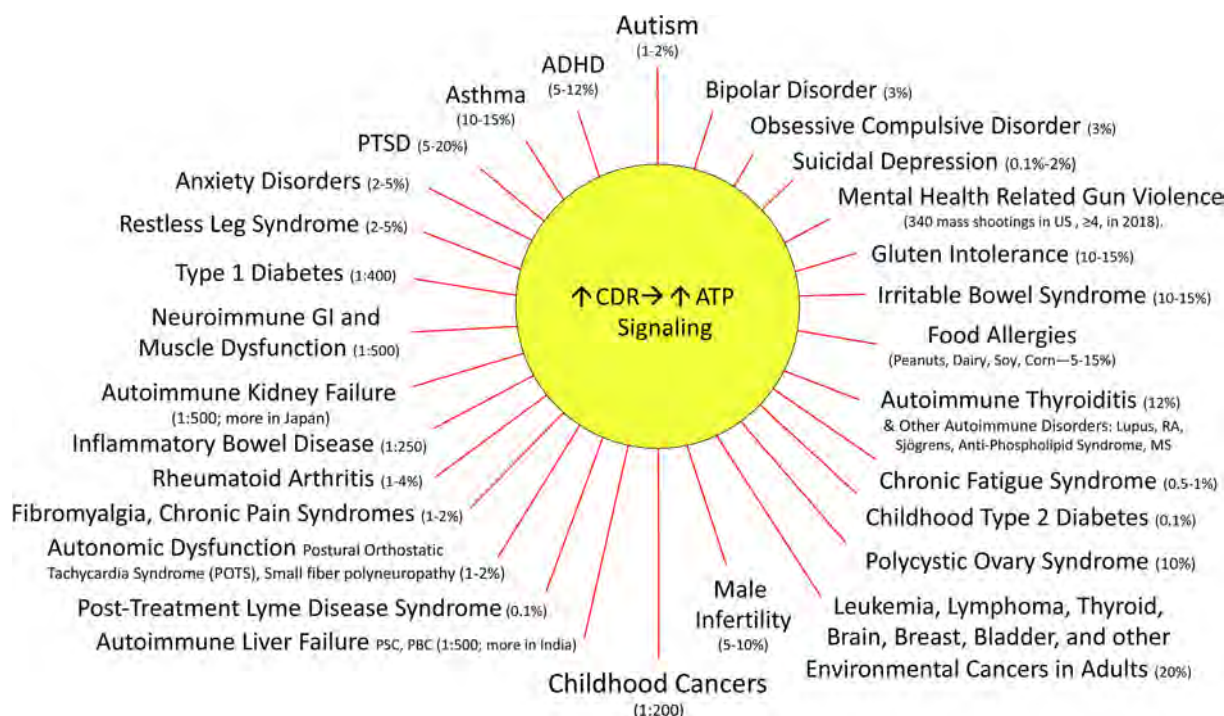 Autism
(1-2%)
ADHD
(5-12%)
Asthma
(10-15%)
PTSD (5-20%)
Anxiety Disorders (2-5%)
Restless Leg Syndrome (2-5%)
Type 1 Diabetes (1:400)
Neuroimmune GI and
Muscle Dysfunction (1:500)
Autoimmune Kidney Failure
(1:500; more in Japan)
Inflammatory Bowel Disease (1:250)
Rheumatoid Arthritis (1-4%)
Fibromyalgia, Chronic Pain Syndromes (1-2%)
Autonomic Dysfunction Postural Orthostatic
Tachycardia Syndrome (POTS), Small fiber polyneuropathy (1-2%)
Post-Treatment Lyme Disease Syndrome (0.1%)
Autoimmune Liver Failure PSC, PBC (1:500; more in India)
Childhood Cancers
(1:200)
↑ CDR→ ↑ ATP
Signaling
Bipolar Disorder (3%)
Obsessive Compulsive Disorder (3%)
Suicidal Depression (0.1%-2%)
Mental Health Related Gun Violence
(340 mass shootings in US , ≥4, in 2018).
Gluten Intolerance (10-15%)
Irritable Bowel Syndrome (10-15%)
Food Allergies
(Peanuts, Dairy, Soy, Corn—5-15%)
Autoimmune Thyroiditis (12%)
& Other Autoimmune Disorders: Lupus, RA,
Sjögrens, Anti-Phospholipid Syndrome, MS
Chronic Fatigue Syndrome (0.5-1%)
Childhood Type 2 Diabetes (0.1%)
Polycystic Ovary Syndrome (10%)
Leukemia, Lymphoma, Thyroid,
Brain, Breast, Bladder, and other
Environmental Cancers in Adults (20%)
Male
Infertility
(5-10%)